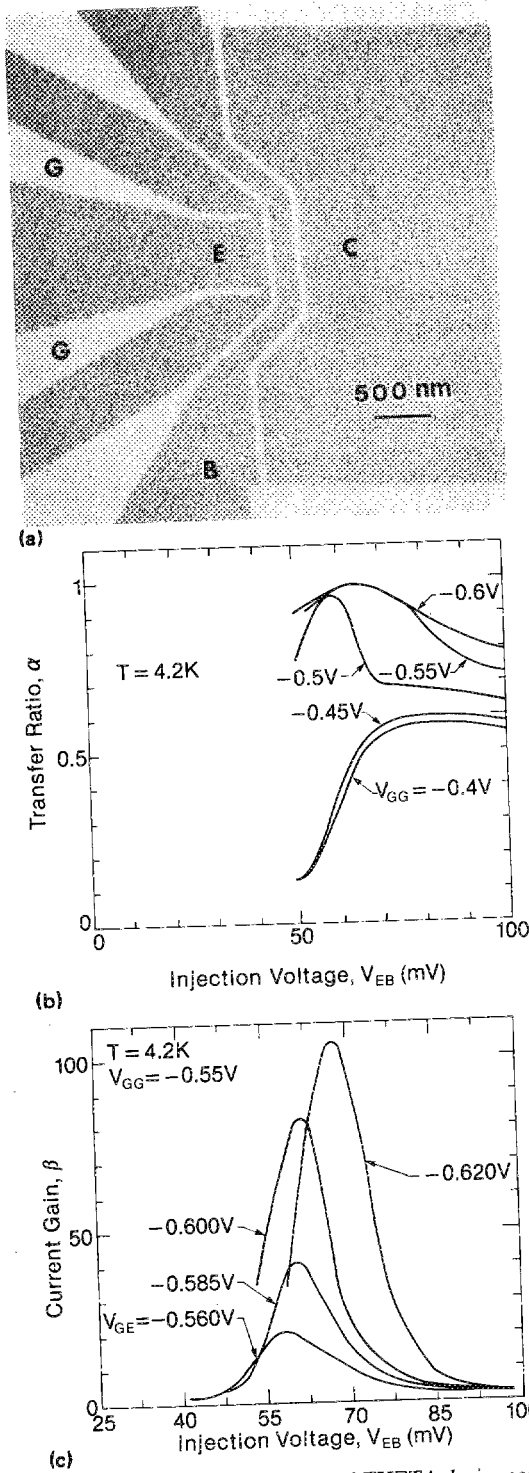 G
E
C
G
500 nm
B
(a)
1
-0.6V
T = 4.2K
-0.5V
-0.55V
-0.45V
0.5
V_GG = -0.4V
0
0
50
100
Transfer Ratio, α
Injection Voltage, V_EB (mV)
(b)
T = 4.2K
V_GG = -0.55V
100
-0.620V
-0.600V
50
-0.585V
V_GE = -0.560V
0
25
40
55
70
85
Current Gain, β
Injection Voltage, V_EB (mV)
(c)